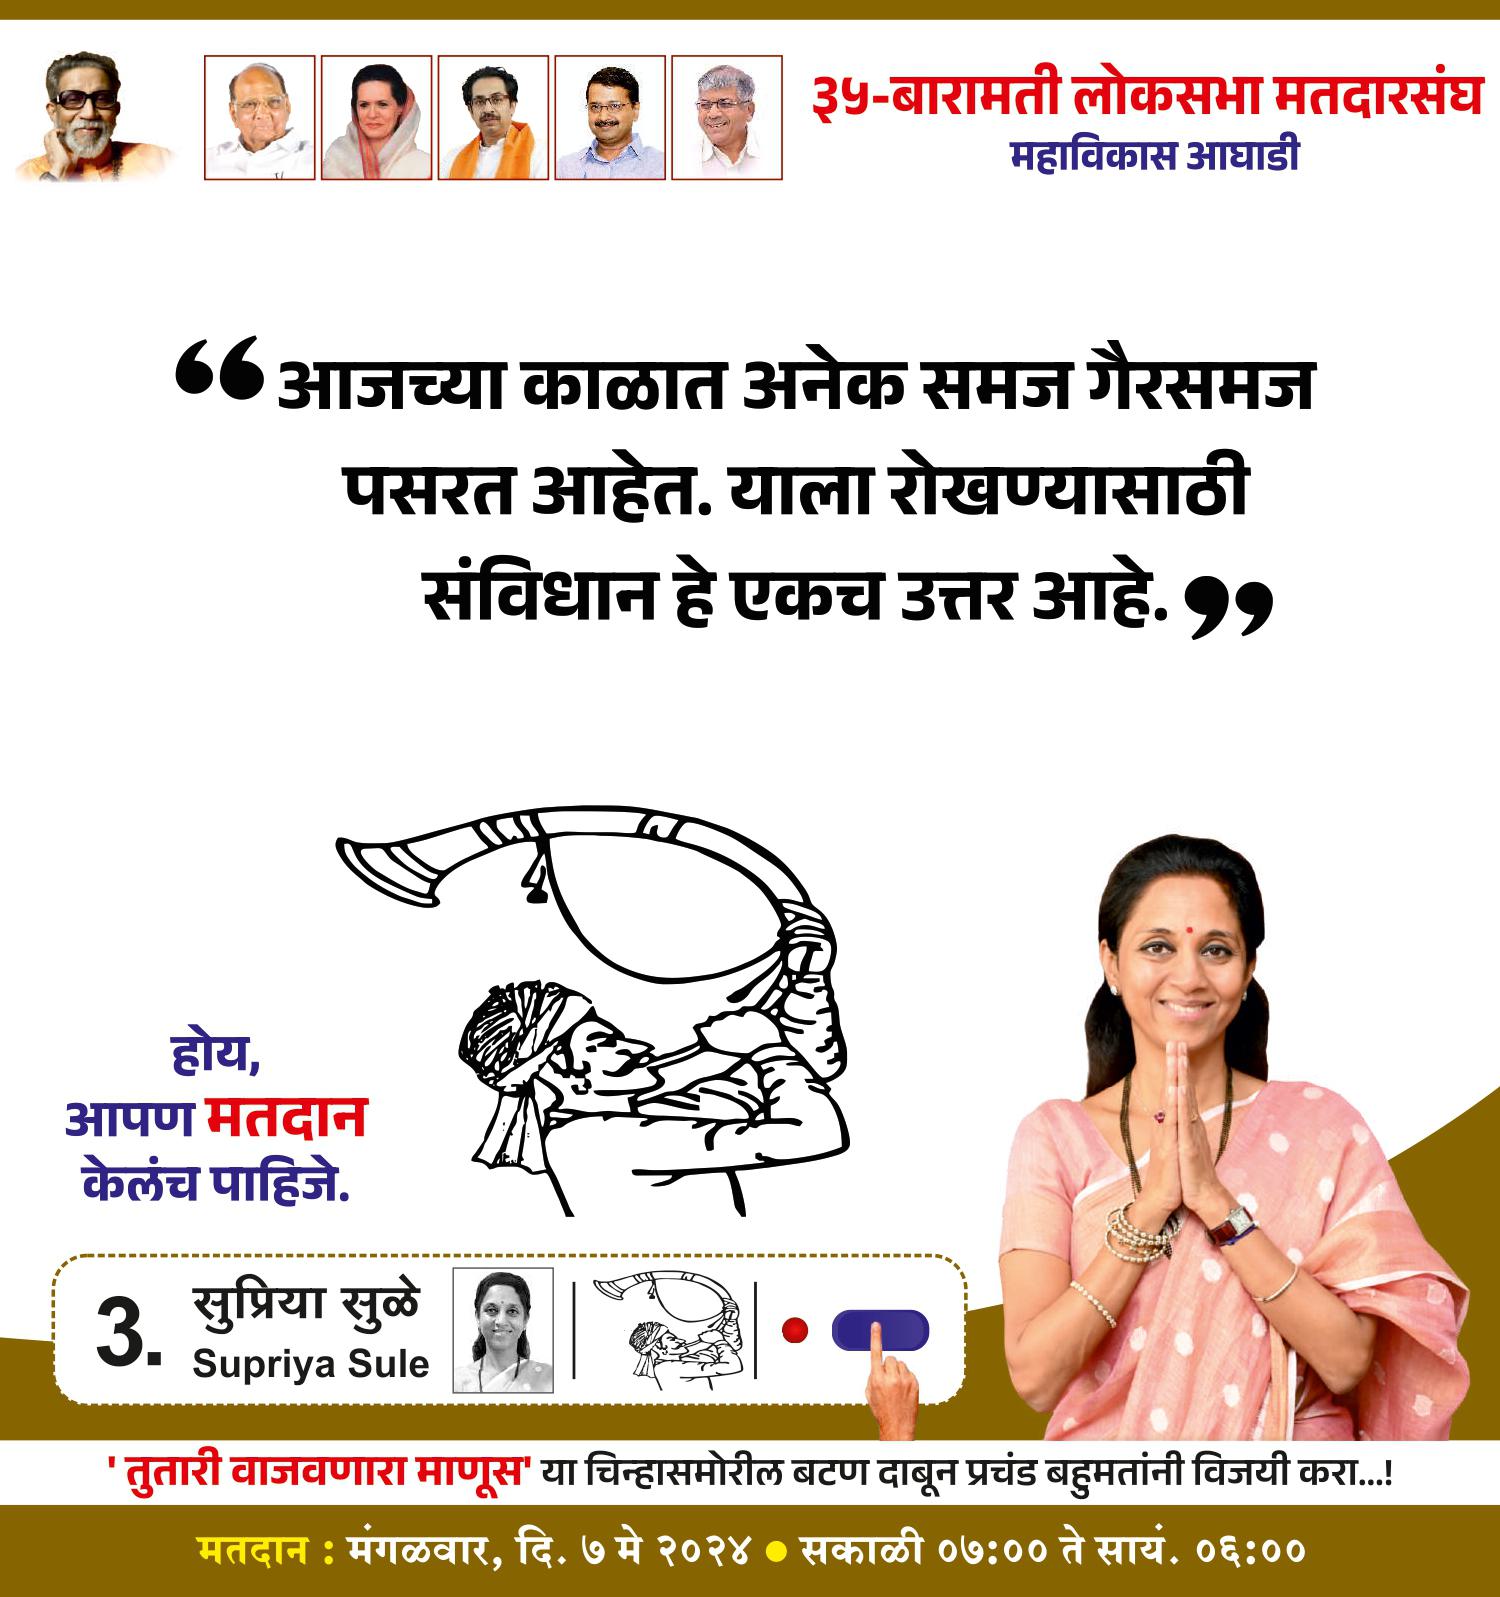 ३५-बारामती लोकसभा मतदारसंघ
महाविकास आघाडी
“आजच्या काळात अनेक समज गैरसमज
पसरत आहेत. याला रोखण्यासाठी
संविधान हे एकच उत्तर आहे.”
होय,
आपण मतदान
केलंच पाहिजे.
3. सुप्रिया सुळे
Supriya Sule
' तुतारी वाजवणारा माणूस' या चिन्हासमोरील बटण दाबून प्रचंड बहुमतांनी विजयी करा...!
मतदान : मंगळवार, दि. ७ मे २०२४ ● सकाळी ०७:०० ते सायं. ०६:००